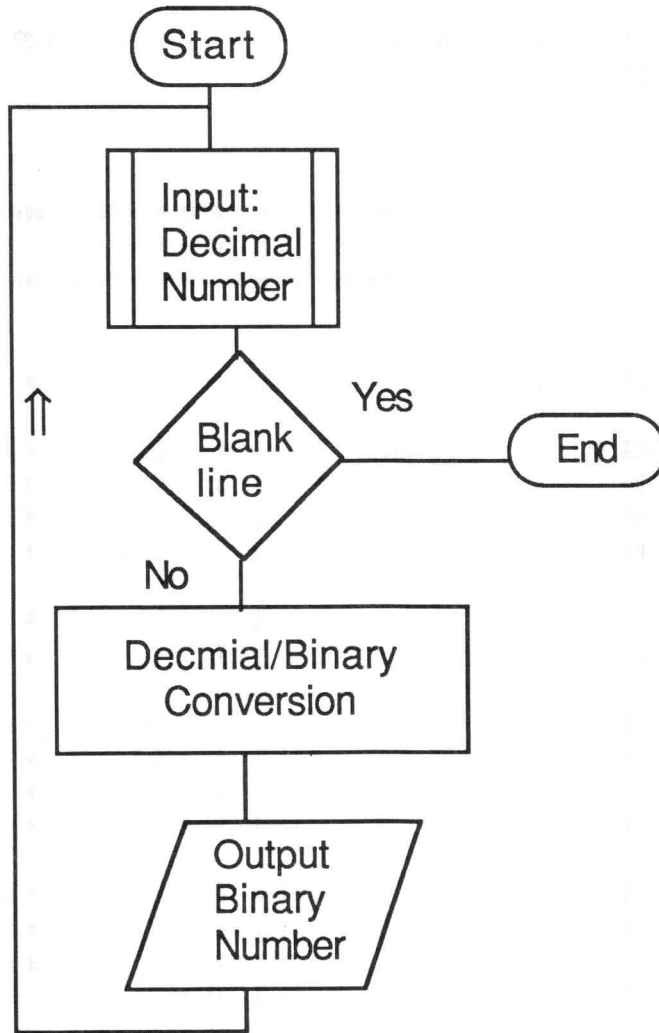 Start
Input:
Decimal
Number
Blank
line
Yes
End
No
Decmial/Binary
Conversion
Output
Binary
Number